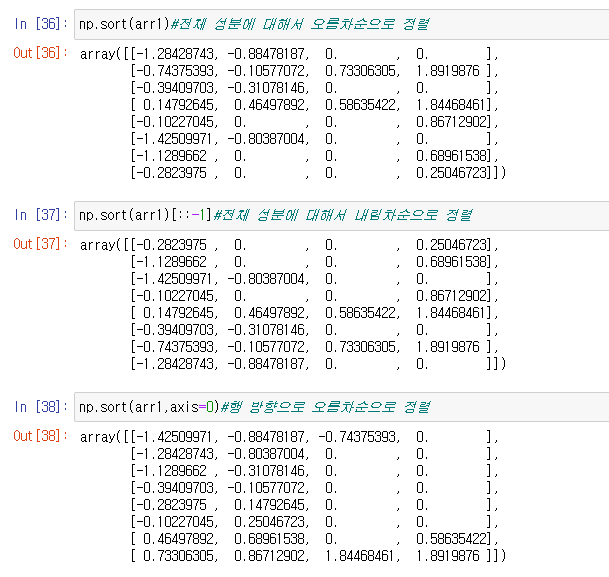 In [36]: np.sort(arr1)#전체 성분에 대해서 오름차순으로 정렬
Out[36]: array([[-1.28428743, -0.88478187,  0.        ,  0.        ],
       [-0.74375393, -0.10577072,  0.73306305,  1.8919876 ],
       [-0.39409703, -0.31078146,  0.        ,  0.        ],
       [ 0.14792645,  0.46497892,  0.58635422,  1.84468461],
       [-0.10227045,  0.        ,  0.        ,  0.86712902],
       [-1.42509971, -0.80387004,  0.        ,  0.        ],
       [-1.1289662 ,  0.        ,  0.        ,  0.68961538],
       [-0.2823975 ,  0.        ,  0.        ,  0.25046723]])
In [37]: np.sort(arr1)[::-1]#전체 성분에 대해서 내림차순으로 정렬
Out[37]: array([[-0.2823975 ,  0.        ,  0.        ,  0.25046723],
       [-1.1289662 ,  0.        ,  0.        ,  0.68961538],
       [-1.42509971, -0.80387004,  0.        ,  0.        ],
       [-0.10227045,  0.        ,  0.        ,  0.86712902],
       [ 0.14792645,  0.46497892,  0.58635422,  1.84468461],
       [-0.39409703, -0.31078146,  0.        ,  0.        ],
       [-0.74375393, -0.10577072,  0.73306305,  1.8919876 ],
       [-1.28428743, -0.88478187,  0.        ,  0.        ]])
In [38]: np.sort(arr1,axis=0)#행 방향으로 오름차순으로 정렬
Out[38]: array([[-1.42509971, -0.88478187, -0.74375393,  0.        ],
       [-1.28428743, -0.80387004,  0.        ,  0.        ],
       [-1.1289662 , -0.31078146,  0.        ,  0.        ],
       [-0.39409703, -0.10577072,  0.        ,  0.        ],
       [-0.2823975 ,  0.14792645,  0.        ,  0.        ],
       [-0.10227045,  0.25046723,  0.        ,  0.        ],
       [ 0.46497892,  0.68961538,  0.        ,  0.58635422],
       [ 0.73306305,  0.86712902,  1.84468461,  1.8919876 ]])